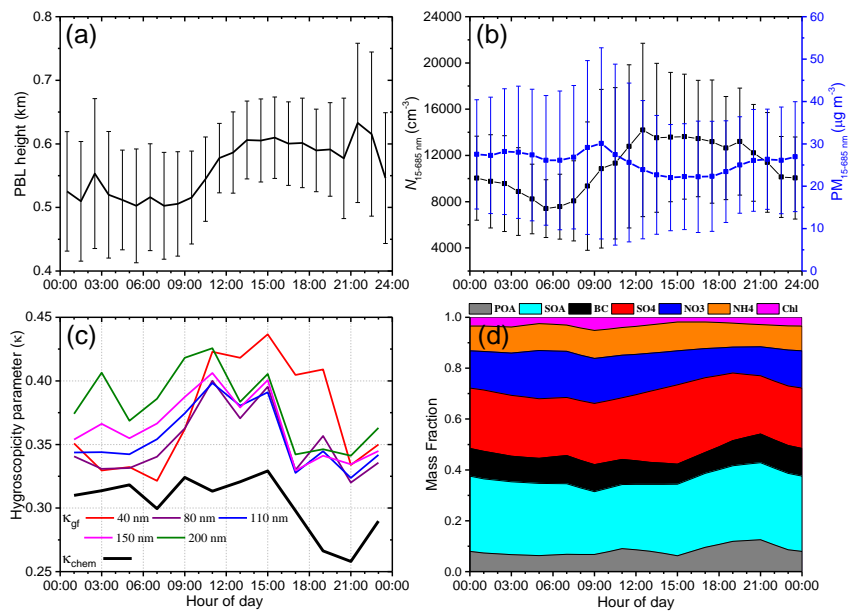 (a)
PBL height (km)
0.8
0.7
0.6
0.5
0.4
00:00 03:00 06:00 09:00 12:00 15:00 18:00 21:00 24:00
(b)
N15-685 nm (cm-3)
24000
20000
16000
12000
8000
4000
PM15-685 nm (µg m-3)
60
50
40
30
20
10
0
00:00 03:00 06:00 09:00 12:00 15:00 18:00 21:00 24:00
(c)
Hygroscopicity parameter (κ)
0.45
0.40
0.35
0.30
0.25
κgf 40 nm 80 nm 110 nm
150 nm 200 nm
κchem
00:00 03:00 06:00 09:00 12:00 15:00 18:00 21:00 00:00
Hour of day
POA SOA BC SO4 NO3 NH4 Chl
(d)
Mass Fraction
1.0
0.8
0.6
0.4
0.2
0.0
00:00 03:00 06:00 09:00 12:00 15:00 18:00 21:00 00:00
Hour of day